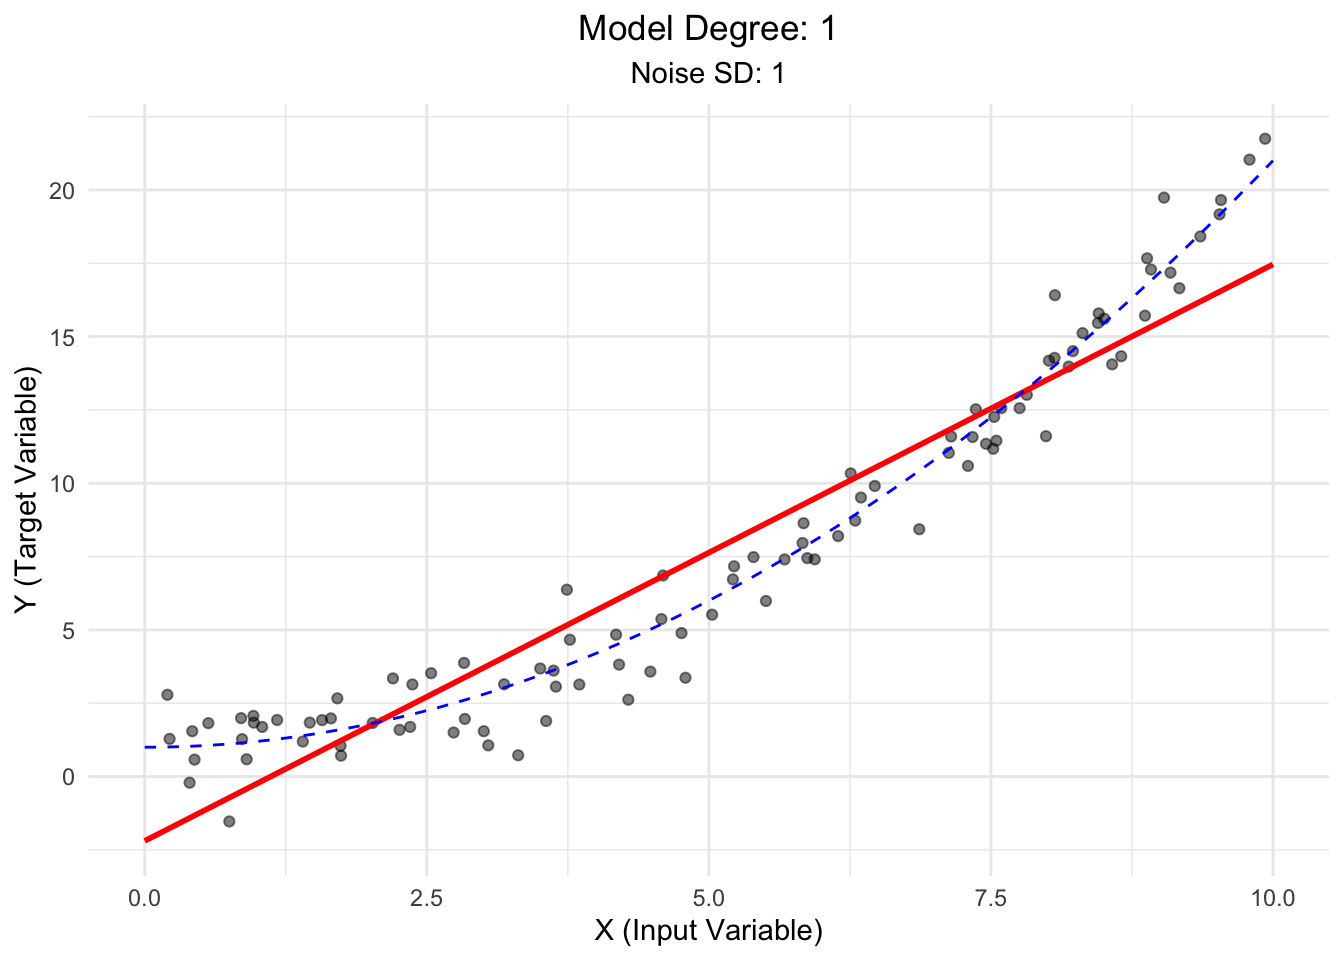 Model Degree: 1
Noise SD: 1
Y (Target Variable)
20
15
10
5
0
0.0 2.5 5.0 7.5 10.0
X (Input Variable)